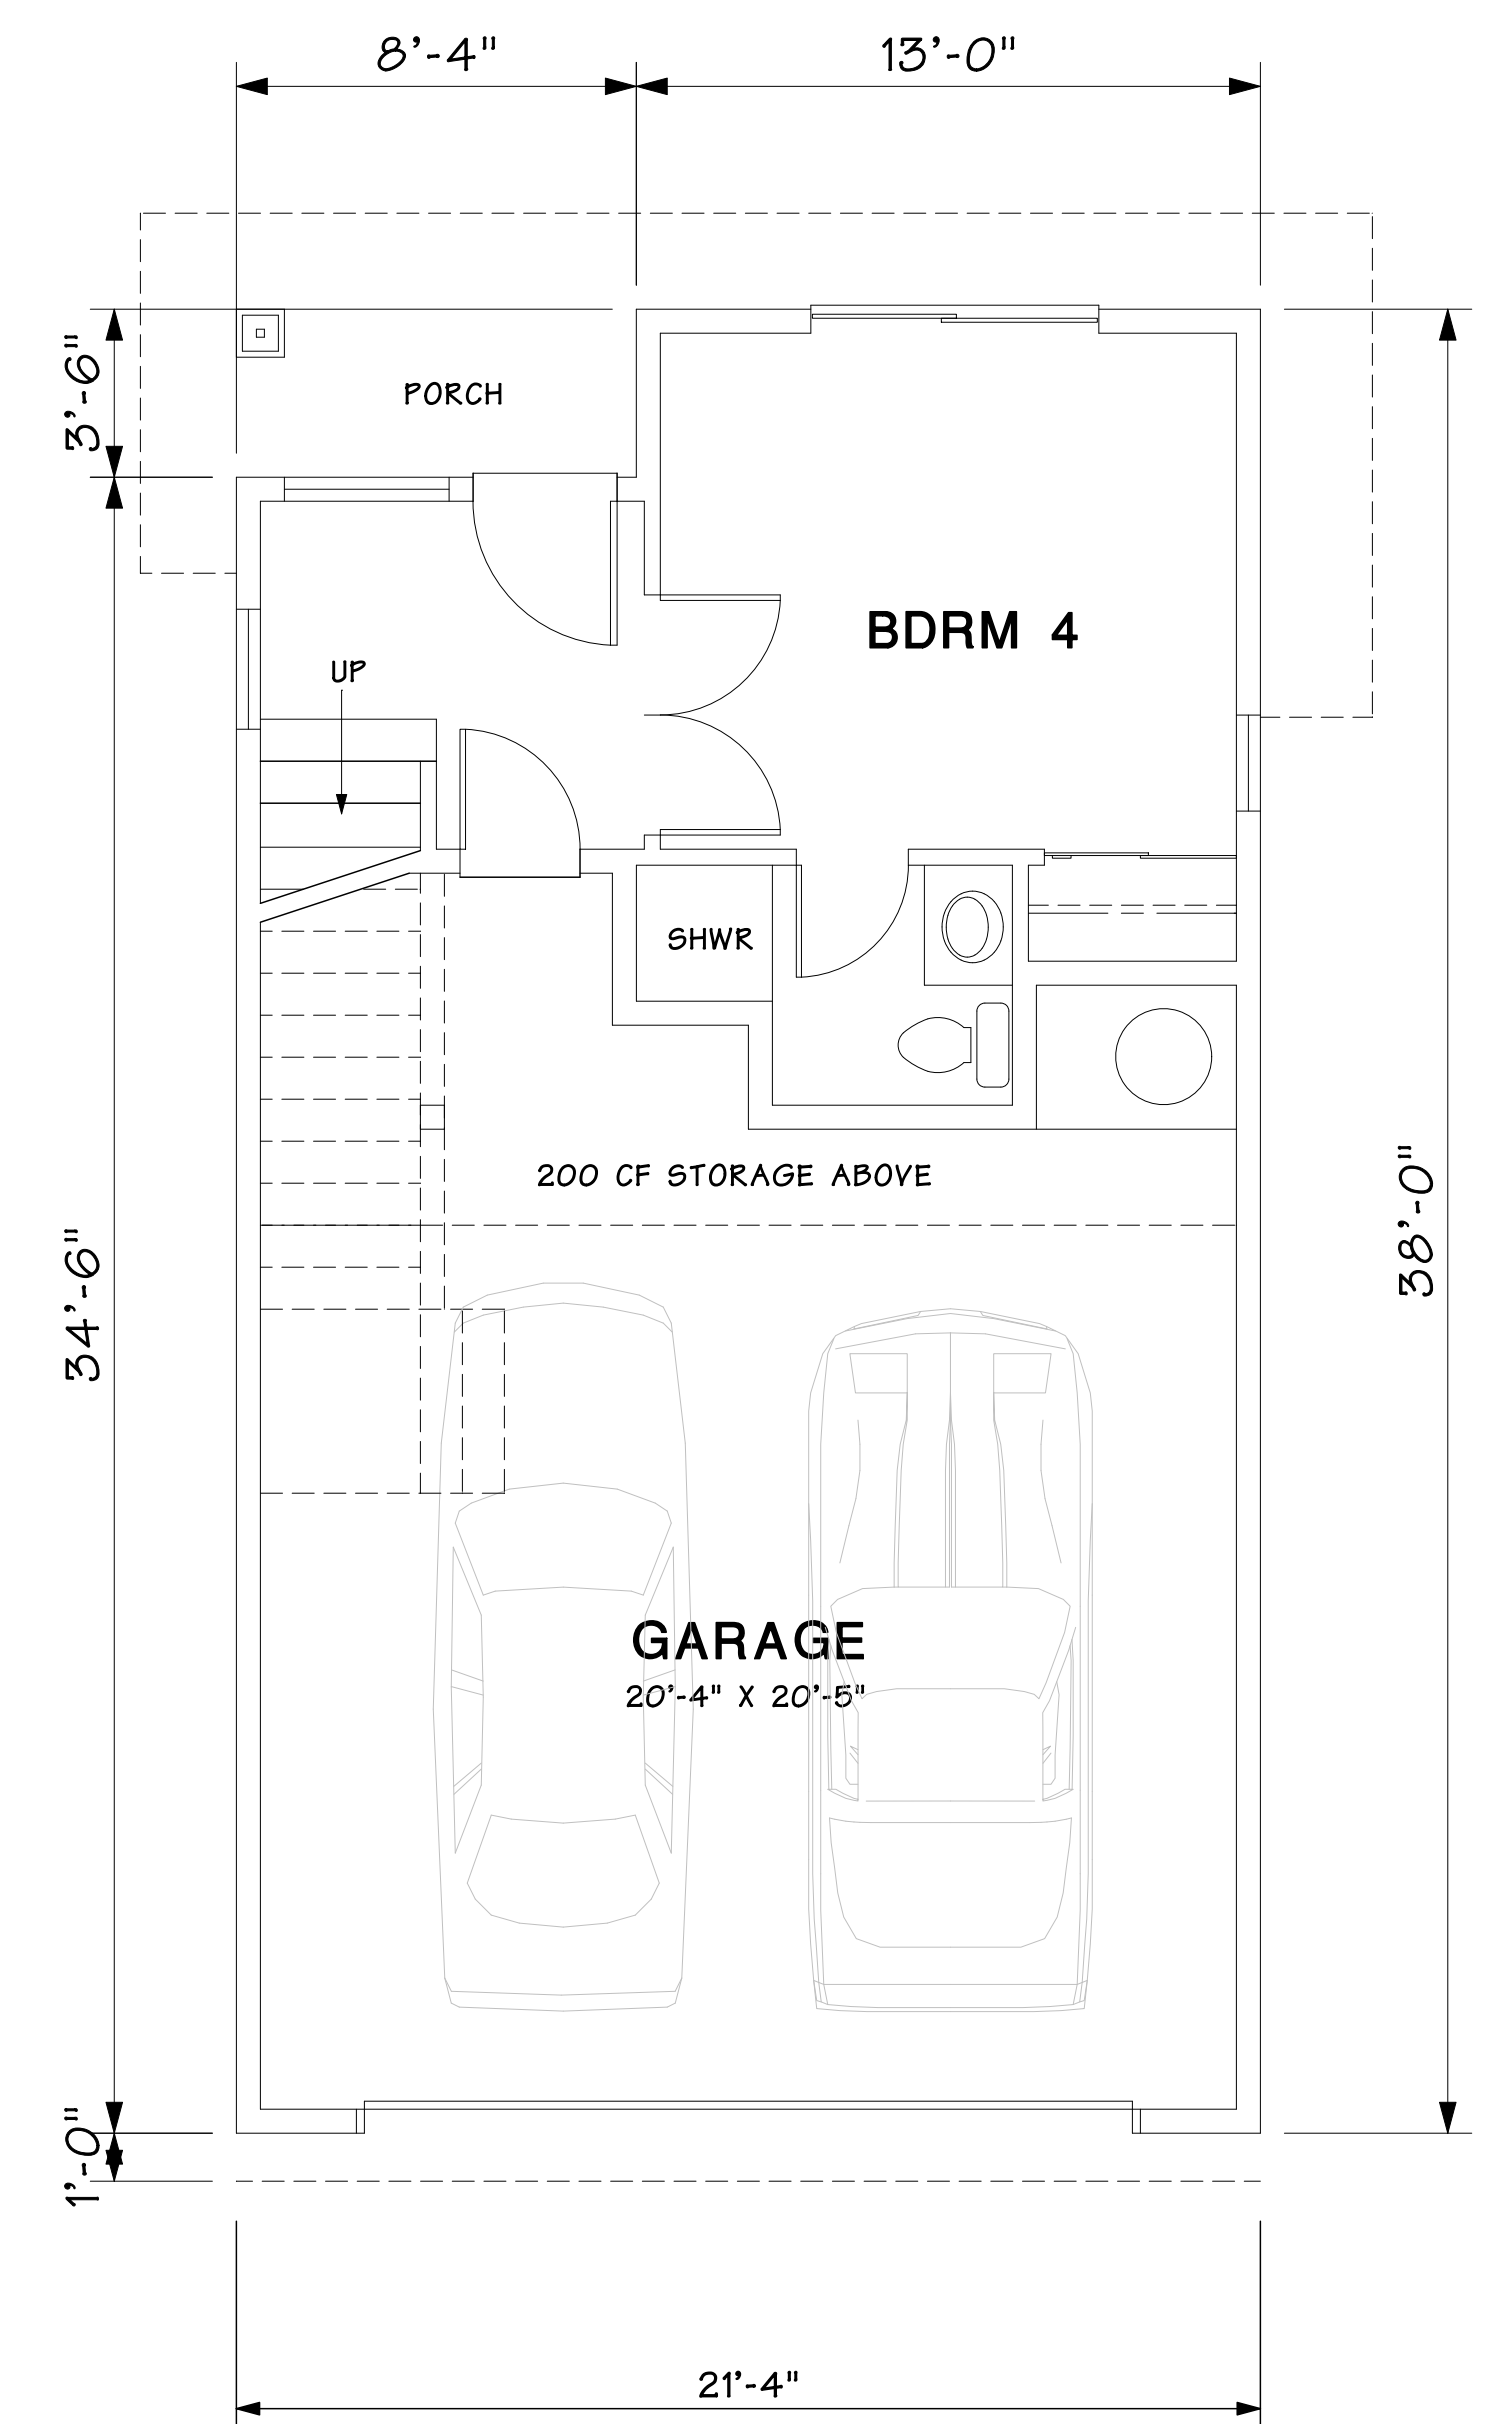 8'-4"
13'-0"
3'-6"
PORCH
BDRM 4
UP
SHWR
200 CF STORAGE ABOVE
34'-6"
38'-0"
GARAGE
20'-4" X 20'-5"
1'-0"
21'-4"